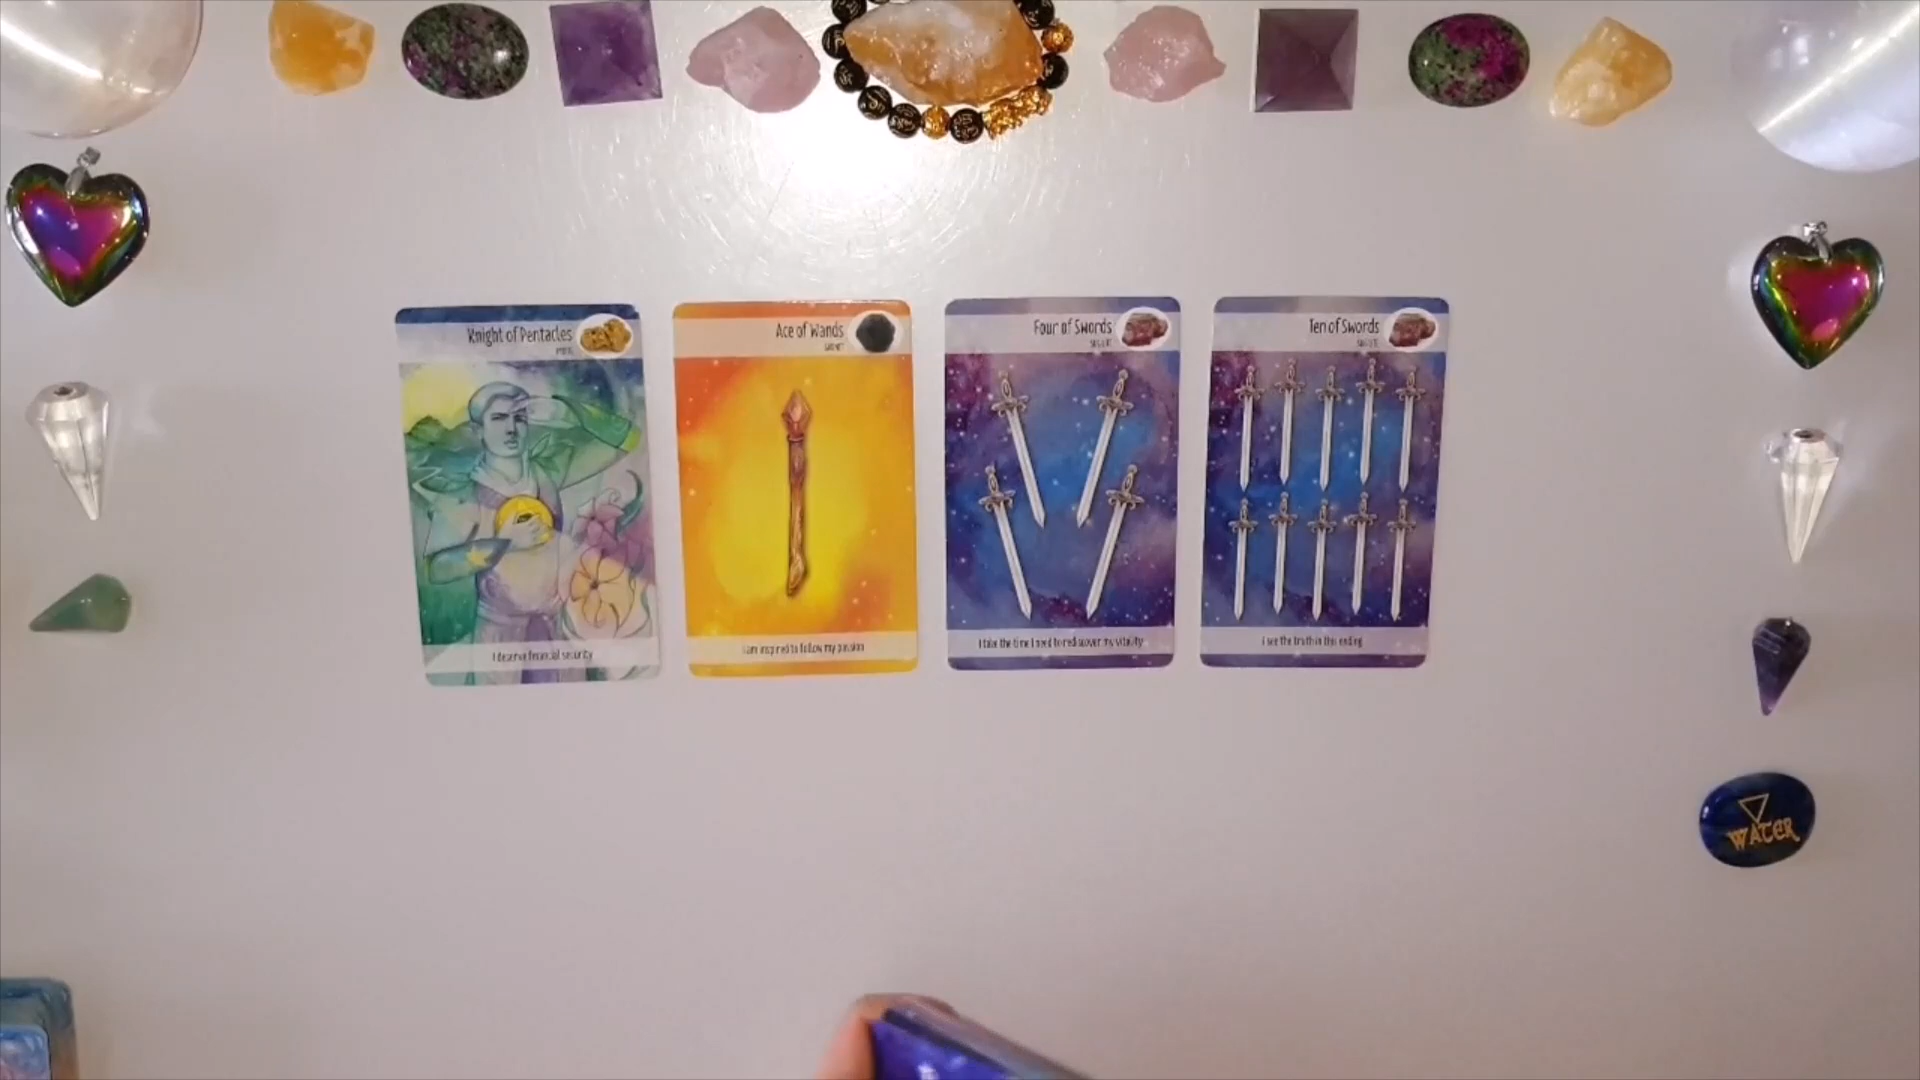 Knight of Pentacles
Ace of Wands
Four of Swords
Ten of Swords
I deserve financial security
I am inspired to follow my passion
I take the time I need to rediscover my vitality
I see the truth in this ending
WATER